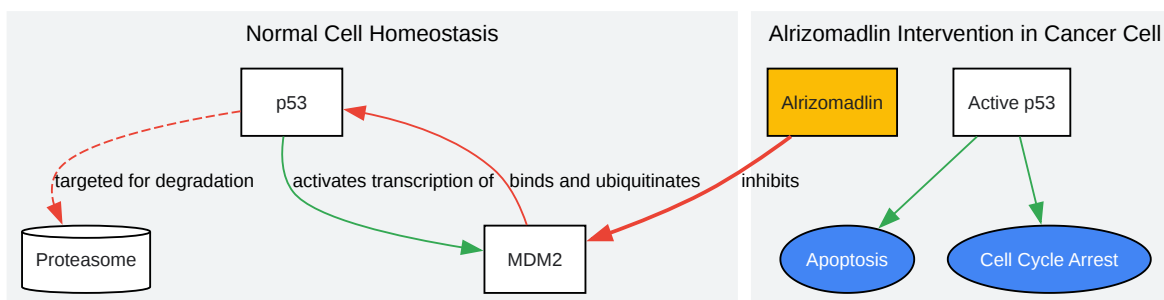 Normal Cell Homeostasis
Alrizomadlin Intervention in Cancer Cell
p53
Alrizomadlin
Active p53
targeted for degradation
activates transcription of
binds and ubiquitinates
inhibits
Proteasome
MDM2
Apoptosis
Cell Cycle Arrest